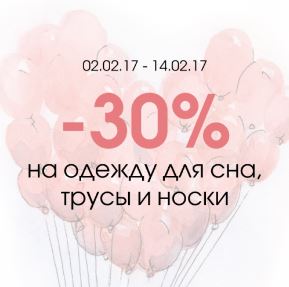 02.02.17 - 14.02.17
-30%
на одежду для сна,
трусы и носки